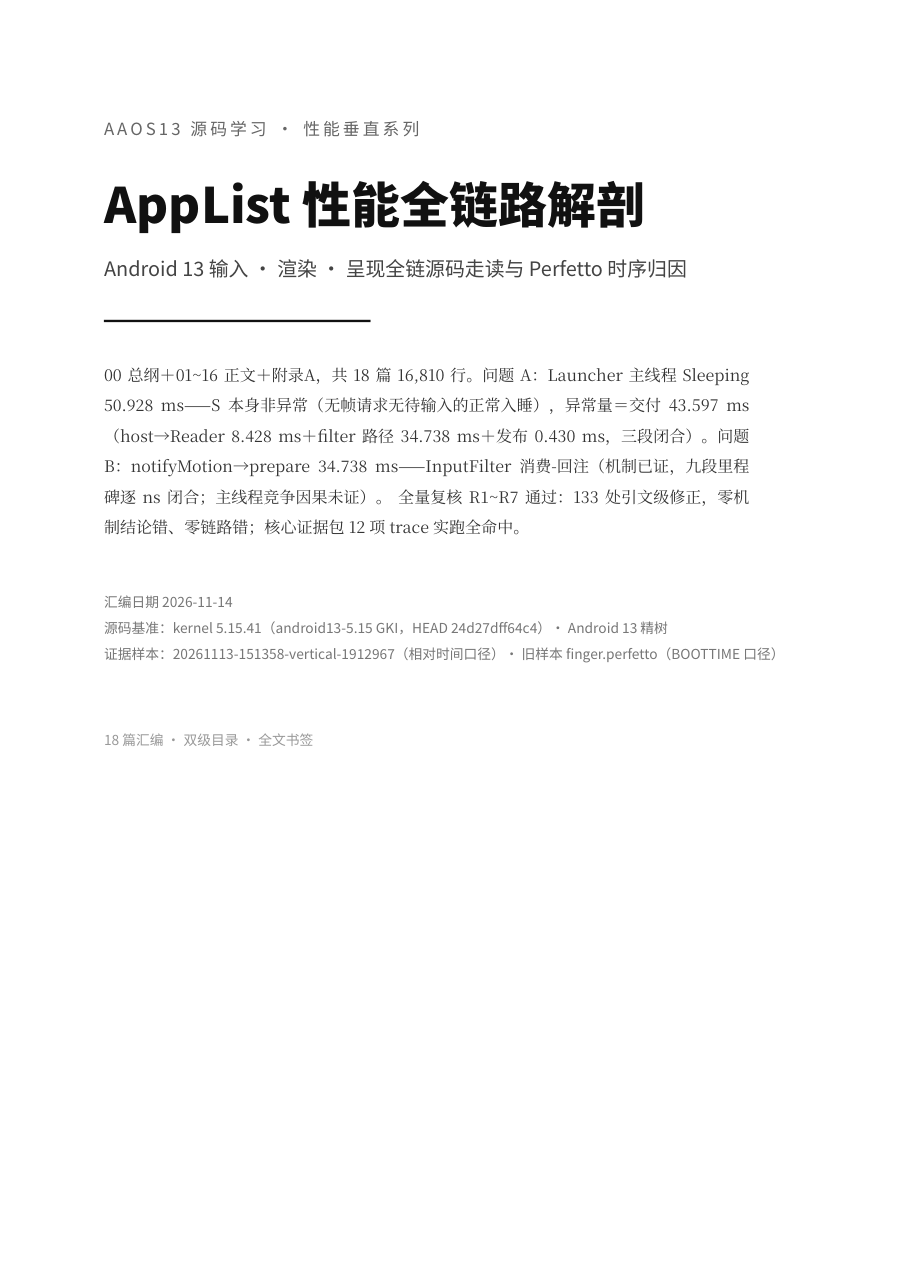 AAOS13 源码学习 · 性能垂直系列
AppList 性能全链路解剖
Android 13 输入 · 渲染 · 呈现全链源码走读与 Perfetto 时序归因
00 总纲＋01~16 正文＋附录A，共 18 篇 16,810 行。问题 A：Launcher 主线程 Sleeping
50.928 ms——S 本身非异常（无帧请求无待输入的正常入睡），异常量＝交付 43.597 ms
（host→Reader 8.428 ms＋filter 路径 34.738 ms＋发布 0.430 ms，三段闭合）。问题
B：notifyMotion→prepare 34.738 ms——InputFilter 消费-回注（机制已证，九段里程
碑逐 ns 闭合；主线程竞争因果未证）。 全量复核 R1~R7 通过：133 处引文级修正，零机
制结论错、零链路错；核心证据包 12 项 trace 实跑全命中。
汇编日期 2026-11-14
源码基准：kernel 5.15.41（android13-5.15 GKI，HEAD 24d27dff64c4）· Android 13 精树
证据样本：20261113-151358-vertical-1912967（相对时间口径）· 旧样本 finger.perfetto（BOOTTIME 口径）
18 篇汇编 · 双级目录 · 全文书签